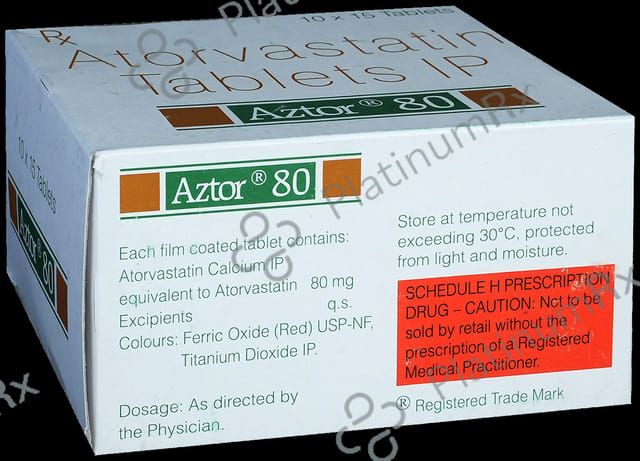 Rx
10 x 15 Tablets
Atorvastatin
Tablets IP
Aztor® 80
10 x 15 Tablets
Aztor® 80
Aztor® 80
Each film coated tablet contains:
Atorvastatin Calcium IP
equivalent to Atorvastatin 80 mg
Excipients q.s.
Colours: Ferric Oxide (Red) USP-NF,
Titanium Dioxide IP.
Dosage: As directed by
the Physician.
Store at temperature not
exceeding 30°C, protected
from light and moisture.
SCHEDULE H PRESCRIPTION
DRUG – CAUTION: Not to be
sold by retail without the
prescription of a Registered
Medical Practitioner.
® Registered Trade Mark
PlatinumRx
PlatinumRx
Rx